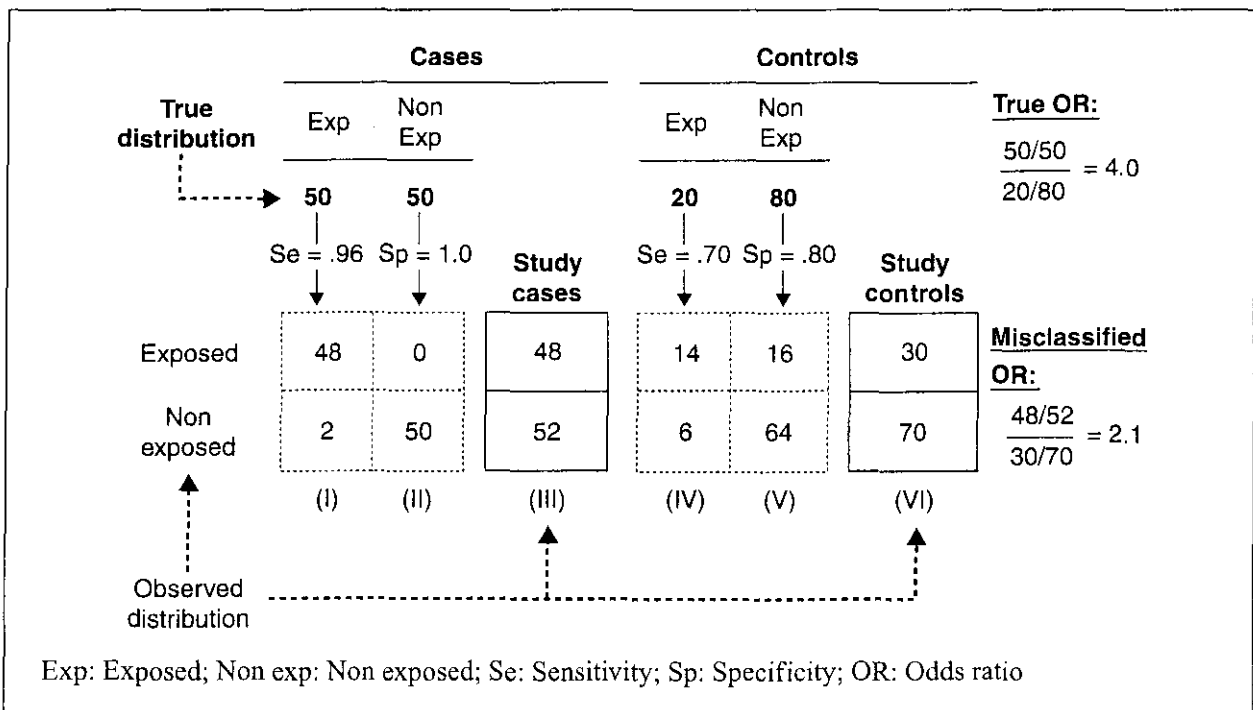 Cases
Controls
True distribution
Exp
Non Exp
Exp
Non Exp
True OR:
50/50
20/80
= 4.0
50
50
20
80
Se = .96
Sp = 1.0
Study cases
Se = .70
Sp = .80
Study controls
Exposed
48
0
48
14
16
30
Misclassified OR:
Non exposed
2
50
52
6
64
70
48/52
30/70
= 2.1
(I)
(II)
(III)
(IV)
(V)
(VI)
Observed distribution
Exp: Exposed; Non exp: Non exposed; Se: Sensitivity; Sp: Specificity; OR: Odds ratio